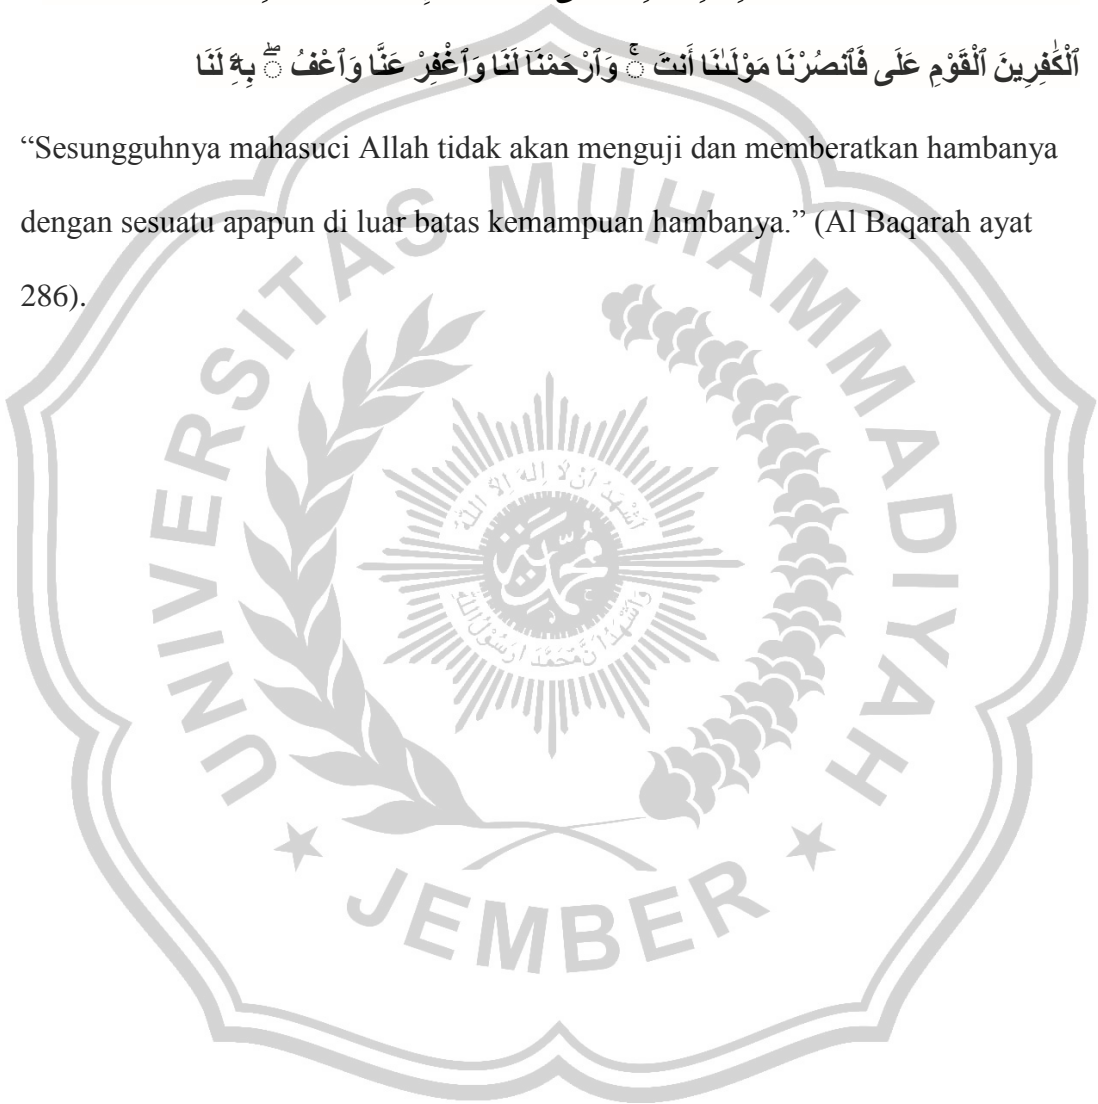 ٱلْكَٰفِرِينَ ٱلْقَوْمِ عَلَى فَٱنصُرْنَا مَوْلَىٰنَا أَنتَ ۚ وَٱرْحَمْنَآ لَنَا وَٱغْفِرْ عَنَّا وَٱعْفُ ۖ بِهِۦ لَنَا
“Sesungguhnya mahasuci Allah tidak akan menguji dan memberatkan hambanya
dengan sesuatu apapun di luar batas kemampuan hambanya.” (Al Baqarah ayat
286).
UNIVERSITAS MUHAMMADIYAH
JEMBER